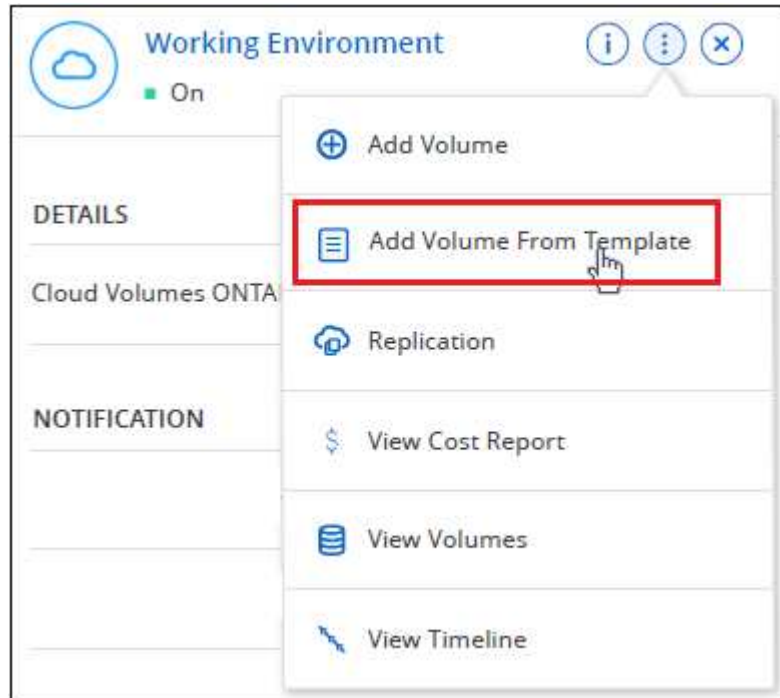 Working Environment
On
Add Volume
DETAILS
Add Volume From Template
Cloud Volumes ONTA
Replication
NOTIFICATION
$ View Cost Report
View Volumes
View Timeline